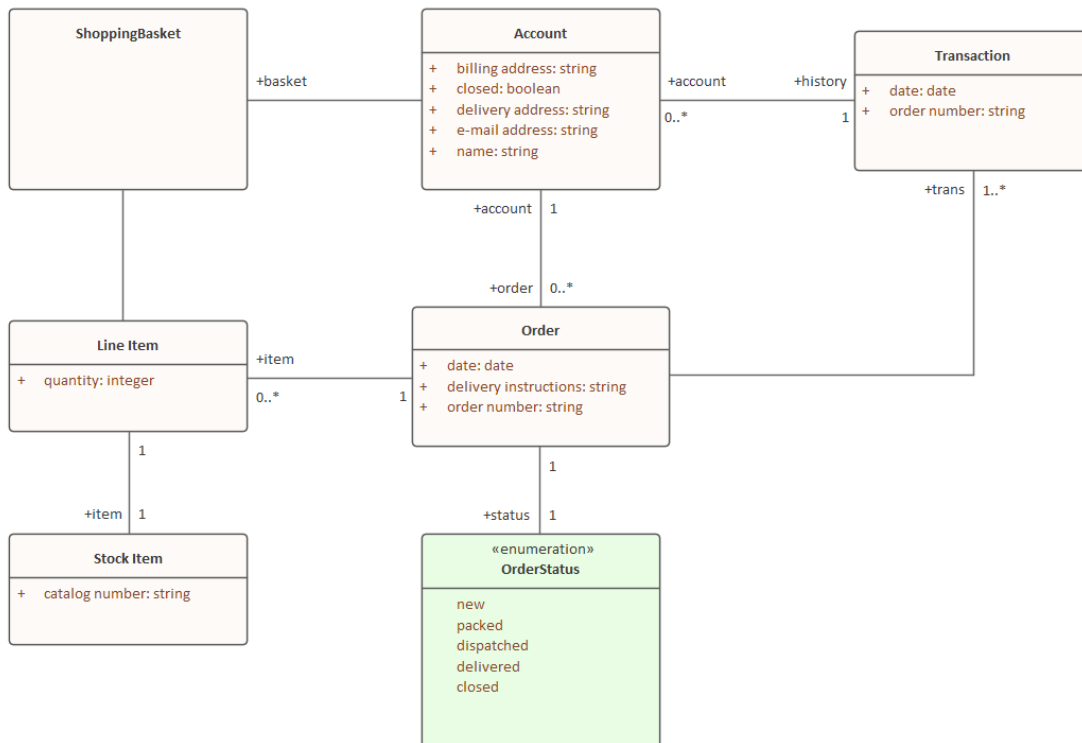 ShoppingBasket
+basket
Account
+ billing address: string
+ closed: boolean
+ delivery address: string
+ e-mail address: string
+ name: string
+account
0..*
+history
1
Transaction
+ date: date
+ order number: string
+trans
1..*
+account
1
+order
0..*
Line Item
+ quantity: integer
+item
0..*
1
Order
+ date: date
+ delivery instructions: string
+ order number: string
1
+item
1
1
+status
1
Stock Item
+ catalog number: string
«enumeration»
OrderStatus
new
packed
dispatched
delivered
closed